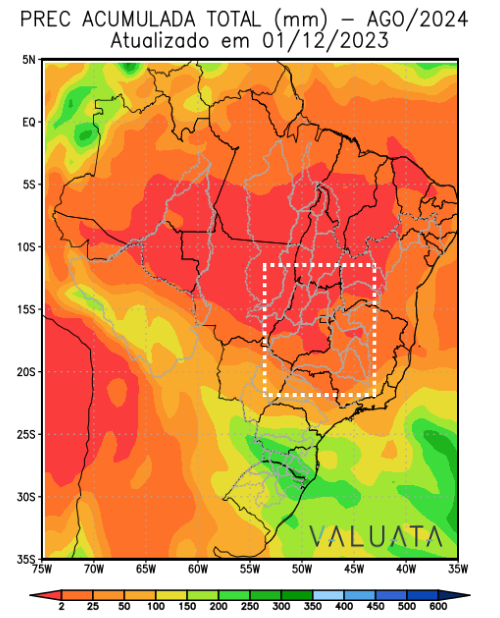 PREC ACUMULADA TOTAL (mm) – AGO/2024
Atualizado em 01/12/2023
5N
EQ
5S
10S
15S
20S
25S
30S
35S
VALUATA
75W 70W 65W 60W 55W 50W 45W 40W 35W
2 25 50 100 150 200 300 350 400 450 500 600